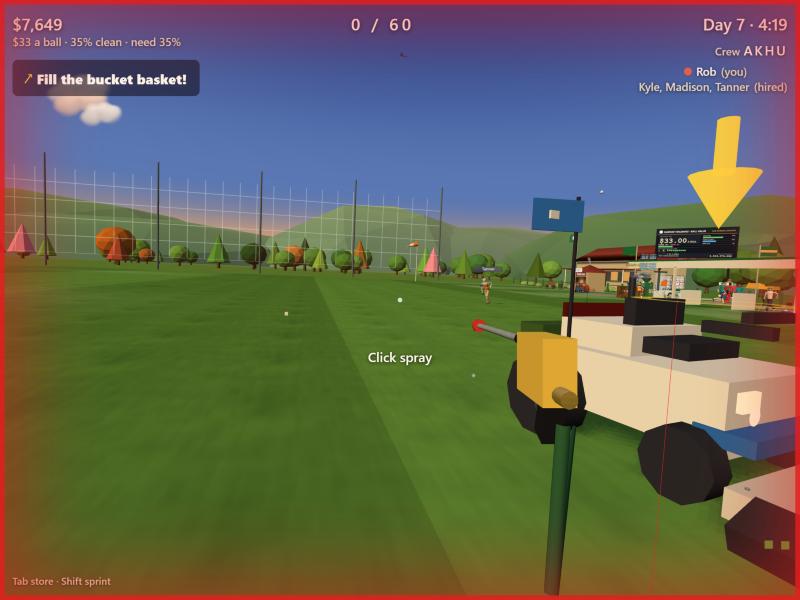 $7,649
0 / 60
Day 7 · 4:19
$33 a ball · 35% clean · need 35%
Crew AKHU
Fill the bucket basket!
Rob (you)
Kyle, Madison, Tanner (hired)
$33.00
Click spray
Tab store · Shift sprint